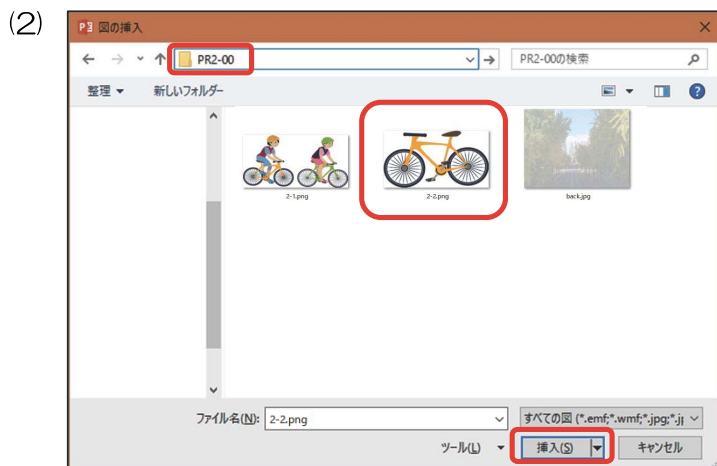 (2)
P 図の挿入
PR2-00
PR2-00の検索
整理
新しいフォルダー
2-1.png
2-2.png
back.jpg
ファイル名(N): 2-2.png
すべての図 (*.emf;*.wmf;*.jpg;*.j
ツール(L)
挿入(S)
キャンセル